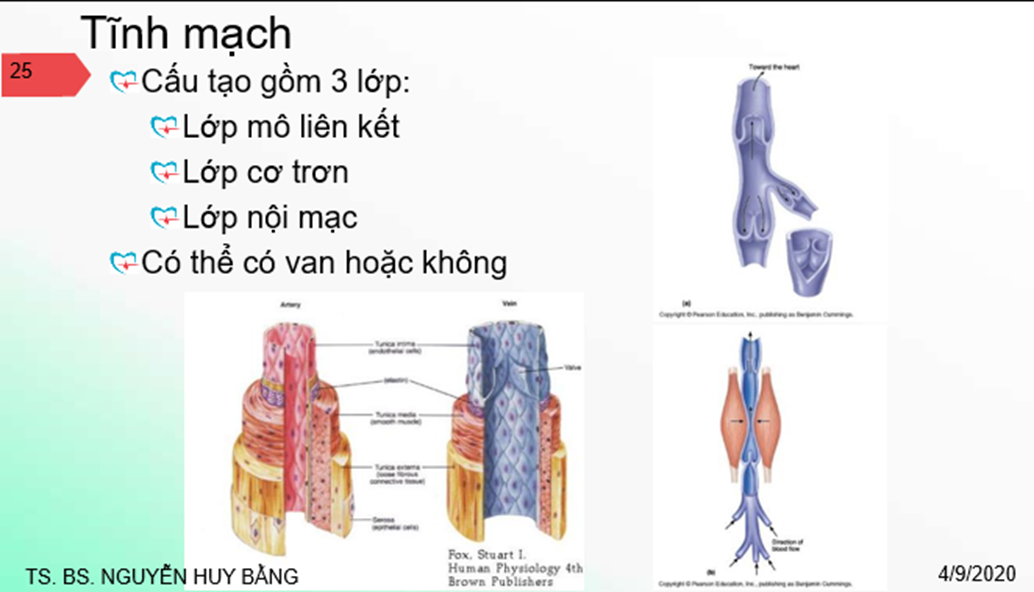 Tĩnh mạch
25
Cấu tạo gồm 3 lớp:
Lớp mô liên kết
Lớp cơ trơn
Lớp nội mạc
Có thể có van hoặc không
Toward the heart
(a)
Copyright © Pearson Education, Inc., publishing as Benjamin Cummings.
Artery
Vein
Tunica intima
(endothelial cells)
Valve
(elastin)
Tunica media
(smooth muscle)
Tunica externa
(loose fibrous
connective tissue)
Serosa
(epithelial cells)
Fox, Stuart I.
Human Physiology 4th
Brown Publishers
Direction of
blood flow
(b)
Copyright © Pearson Education, Inc., publishing as Benjamin Cummings.
TS. BS. NGUYỄN HUY BẰNG
4/9/2020